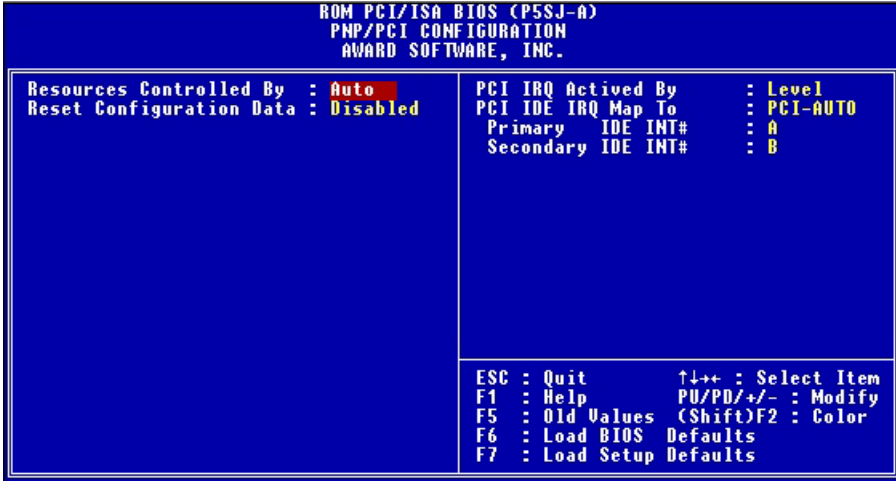 ROM PCI/ISA BIOS (P5SJ-A)
PNP/PCI CONFIGURATION
AWARD SOFTWARE, INC.
Resources Controlled By : Auto
Reset Configuration Data : Disabled
PCI IRQ Actived By : Level
PCI IDE IRQ Map To : PCI-AUTO
Primary IDE INT# : A
Secondary IDE INT# : B
ESC : Quit ↑↓→← : Select Item
F1 : Help PU/PD/+/- : Modify
F5 : Old Values (Shift)F2 : Color
F6 : Load BIOS Defaults
F7 : Load Setup Defaults